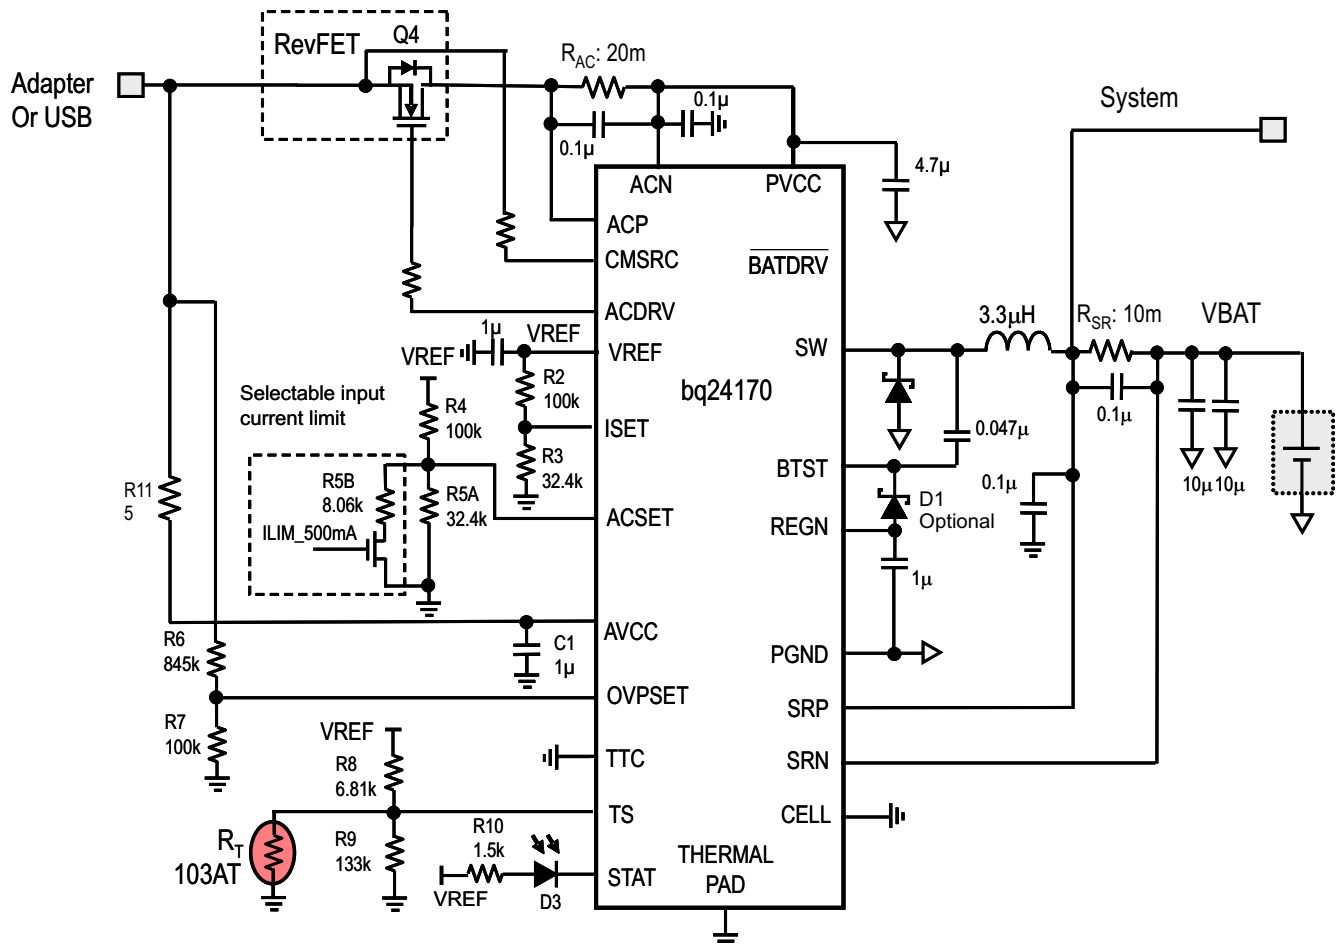 RevFET
Q4
Adapter
Or USB
R_AC: 20m
0.1µ
0.1µ
System
4.7µ
ACN
PVCC
ACP
CMSRC
BATDRV
ACDRV
1µ
VREF
VREF
VREF
R2
100k
ISET
R3
32.4k
Selectable input
current limit
R4
100k
R5B
8.06k
R5A
32.4k
ILIM_500mA
ACSET
bq24170
SW
3.3µH
R_SR: 10m
VBAT
0.1µ
0.047µ
10µ
10µ
BTST
0.1µ
D1
Optional
REGN
1µ
R11
5
AVCC
C1
1µ
PGND
R6
845k
OVPSET
SRP
R7
100k
VREF
TTC
SRN
R8
6.81k
TS
CELL
R_T
103AT
R9
133k
R10
1.5k
VREF
D3
STAT
THERMAL
PAD